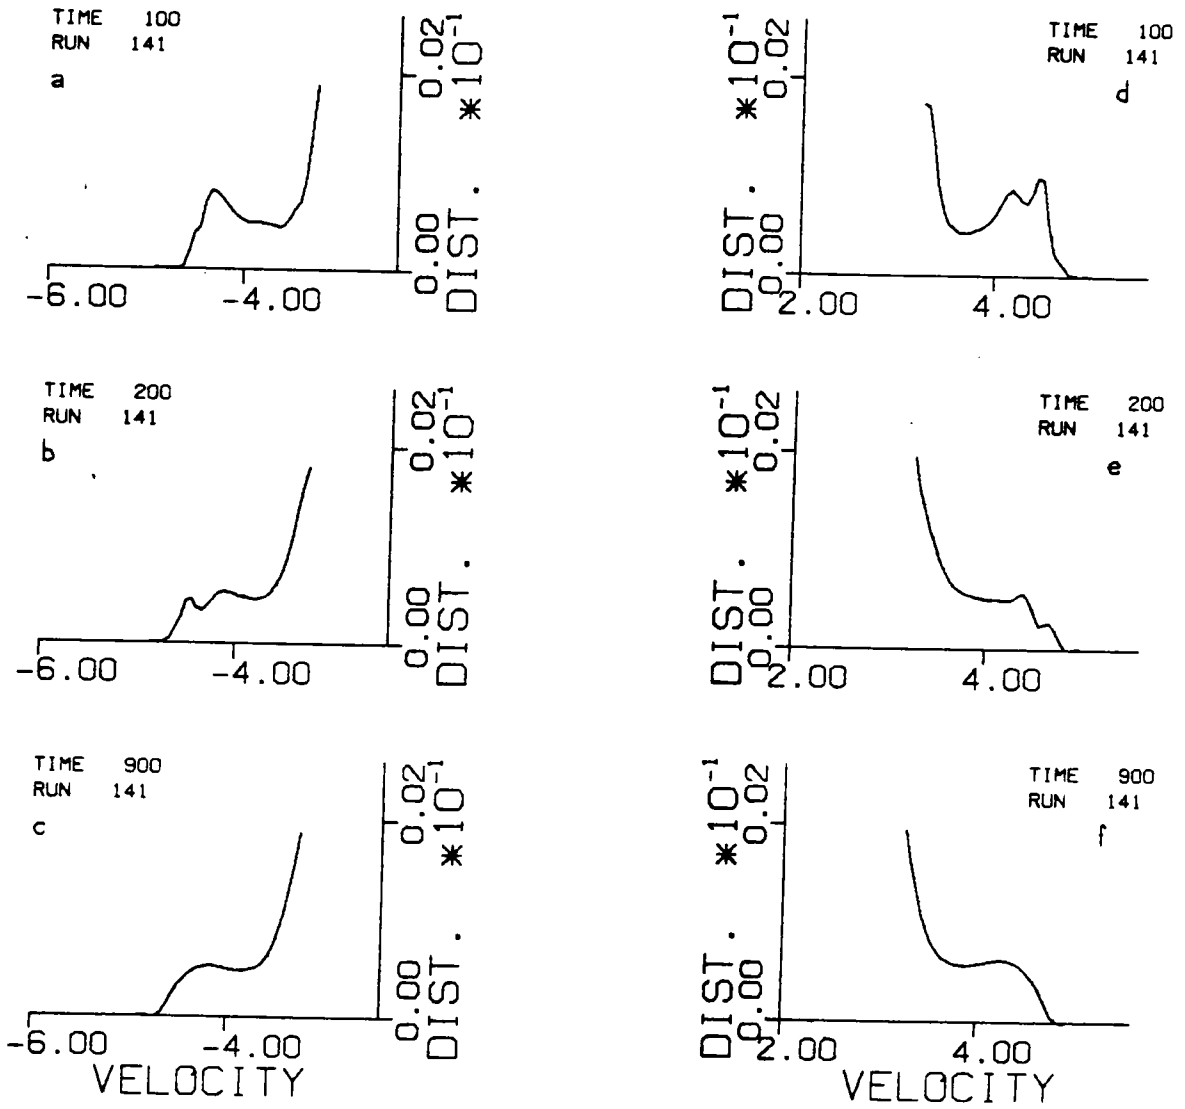 TIME 100
RUN 141
a
0.02
*10⁻¹
0.00
DIST.
-6.00
-4.00
TIME 100
RUN 141
d
0.02
*10⁻¹
0.00
DIST.
2.00
4.00
TIME 200
RUN 141
b
0.02
*10⁻¹
0.00
DIST.
-6.00
-4.00
TIME 200
RUN 141
e
0.02
*10⁻¹
0.00
DIST.
2.00
4.00
TIME 900
RUN 141
c
0.02
*10⁻¹
0.00
DIST.
-6.00
-4.00
VELOCITY
TIME 900
RUN 141
f
0.02
*10⁻¹
0.00
DIST.
2.00
4.00
VELOCITY